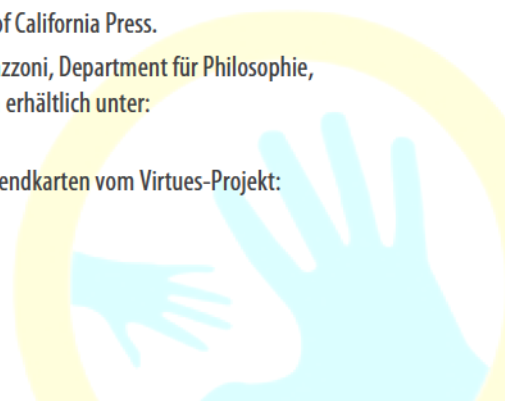 of California Press.
zzoni, Department für Philosophie,
erhältlich unter:
endkarten vom Virtues-Projekt: